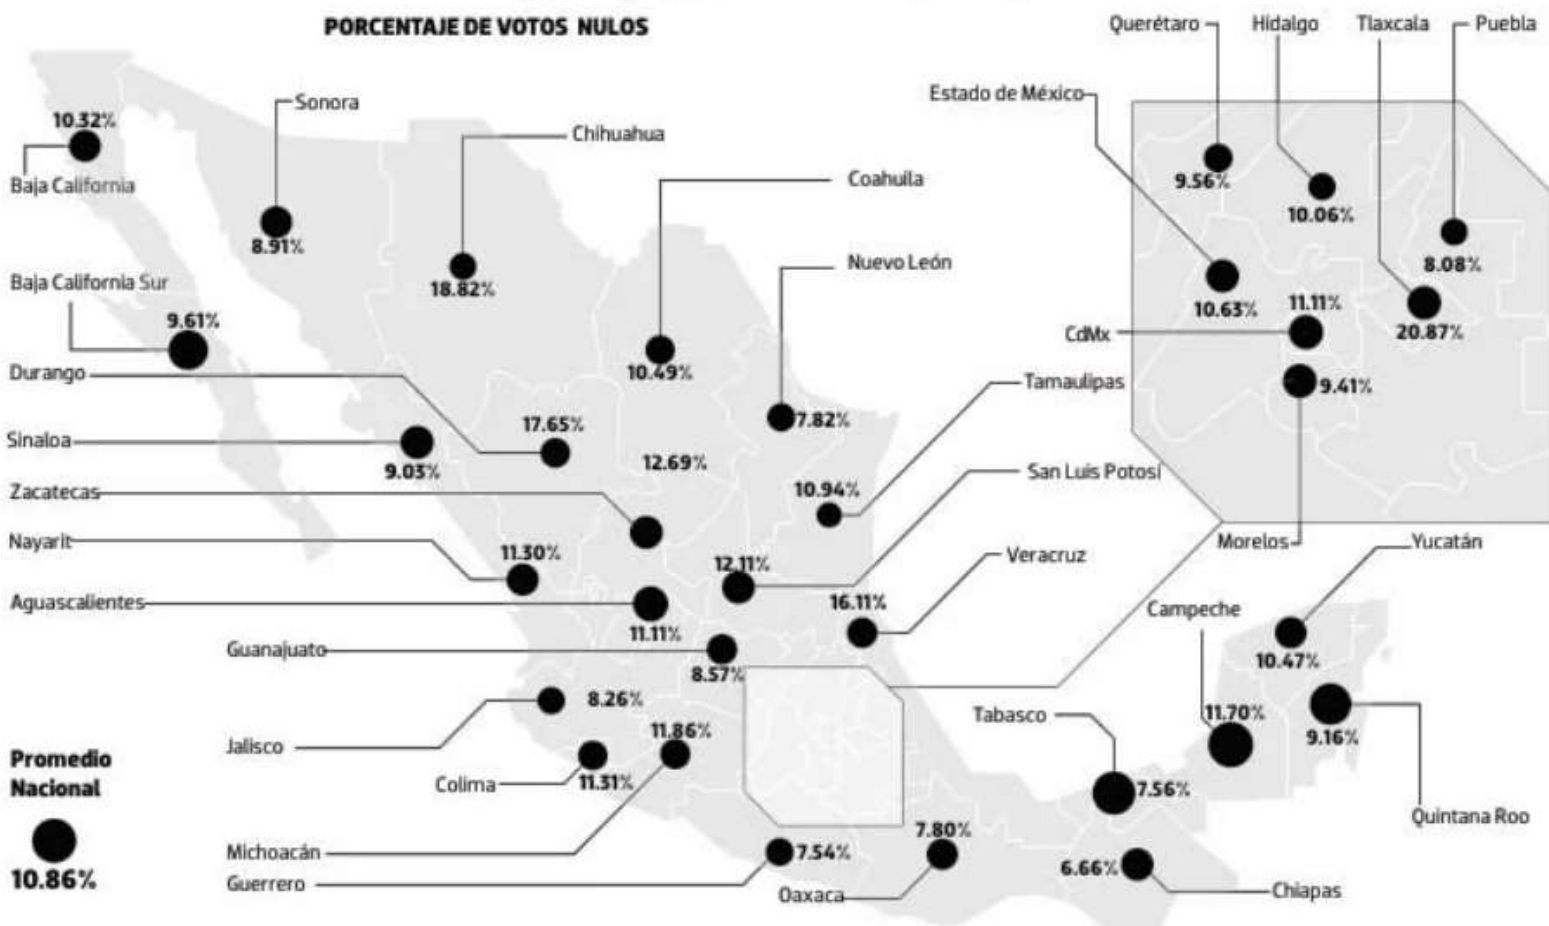 PORCENTAJE DE VOTOS NULOS
Querétaro
Hidalgo
Tlaxcala
Puebla
Estado de México
Sonora
Chihuahua
10.32%
Baja California
Coahuila
9.56%
10.06%
8.91%
8.08%
Nuevo León
18.82%
Baja California Sur
9.61%
10.63%
11.11%
CdMx
20.87%
Durango
10.49%
Tamaulipas
9.41%
17.65%
7.82%
Sinaloa
9.03%
12.69%
San Luis Potosí
Zacatecas
10.94%
Nayarit
11.30%
Morelos
Yucatán
Veracruz
12.11%
Aguascalientes
16.11%
Campeche
11.11%
Guanajuato
8.57%
10.47%
8.26%
Tabasco
11.70%
9.16%
Jalisco
11.86%
Promedio
Nacional
10.86%
Colima
11.31%
7.56%
Quintana Roo
7.80%
Michoacán
7.54%
6.66%
Guerrero
Oaxaca
Chiapas